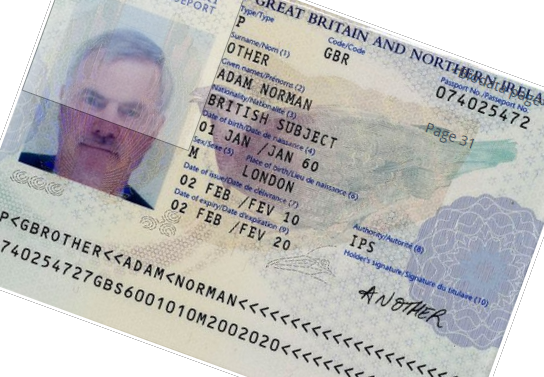 PORT
GREAT BRITAIN AND NORTHERN IRELA
Type/Type
P
Code/Code
GBR
Passport No./Passeport No.
074025472
Surname/Nom (1)
OTHER
Given names/Prénoms (2)
ADAM NORMAN
Nationality/Nationalité (3)
BRITISH SUBJECT
Date of birth/Date de naissance (4)
01 JAN /JAN 60
Sex/Sexe (5)
M
Place of birth/Lieu de naissance (6)
LONDON
Date of issue/Date de délivrance (7)
02 FEB /FEV 10
Date of expiry/Date d'expiration (9)
02 FEB /FEV 20
Authority/Autorité (8)
IPS
Holder's signature/Signature du titulaire (10)
A NOTHER
Page 31
P<GBROTHER<<ADAM<NORMAN<<<<<<<<<<<<<<<<<<
740254727GBS6001010M2002020<<<<<<<<<<<